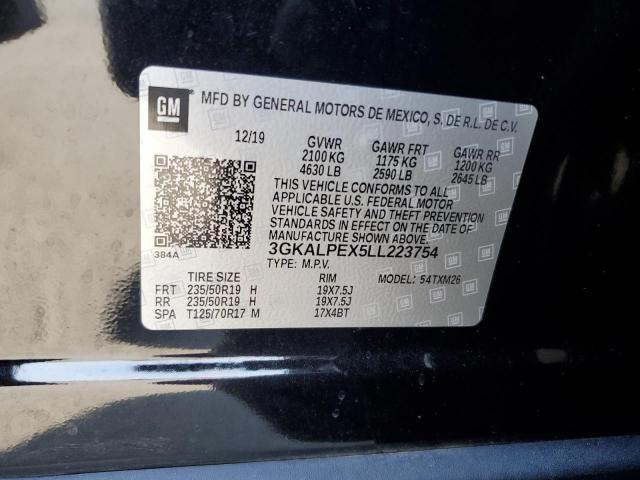 GM MFD BY GENERAL MOTORS DE MEXICO, S. DE R.L. DE C.V.
12/19 GVWR GAWR FRT GAWR RR
2100 KG 1175 KG 1200 KG
4630 LB 2590 LB 2645 LB
THIS VEHICLE CONFORMS TO ALL
APPLICABLE U.S. FEDERAL MOTOR
VEHICLE SAFETY AND THEFT PREVENTION
STANDARDS IN EFFECT ON THE DATE OF
MANUFACTURE SHOWN ABOVE.
384A 3GKALPEX5LL223754
TYPE: M.P.V. MODEL: 54TXM26
TIRE SIZE RIM
FRT 235/50R19 H 19X7.5J
RR 235/50R19 H 19X7.5J
SPA T125/70R17 M 17X4BT